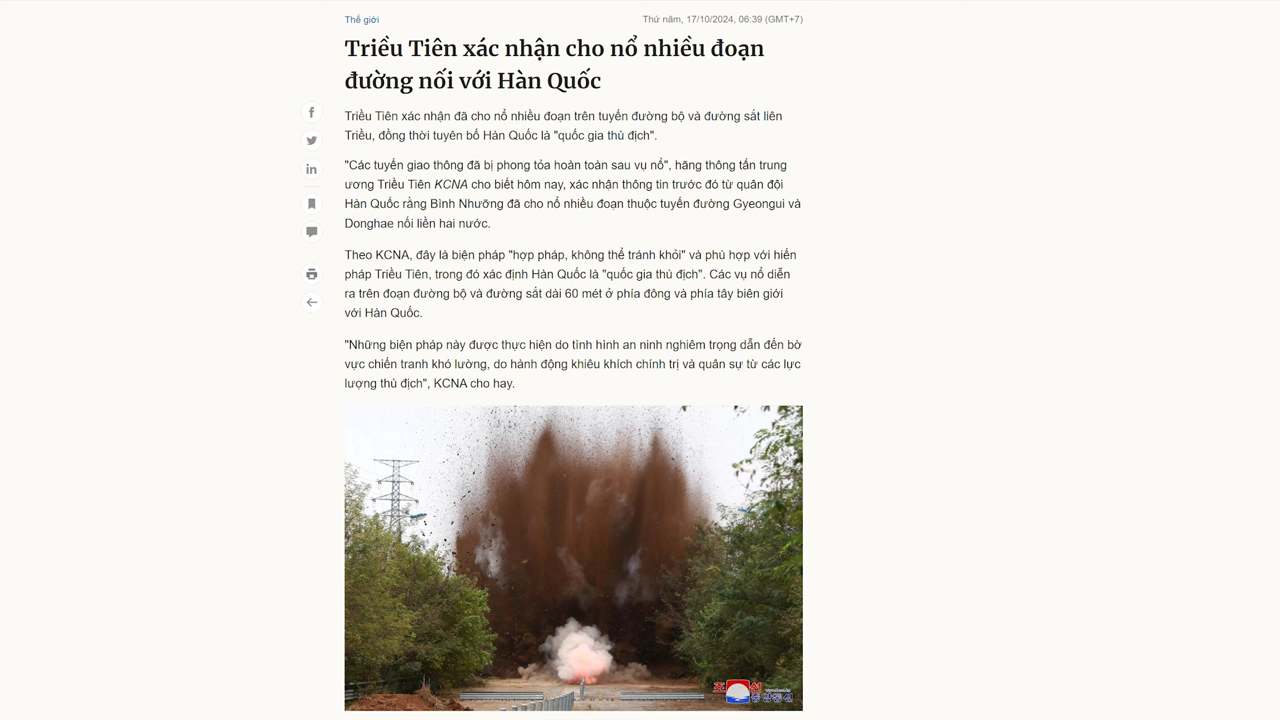 Thế giới
Thứ năm, 17/10/2024, 06:39 (GMT+7)
Triều Tiên xác nhận cho nổ nhiều đoạn
đường nối với Hàn Quốc
Triều Tiên xác nhận đã cho nổ nhiều đoạn trên tuyến đường bộ và đường sắt liên
Triều, đồng thời tuyên bố Hàn Quốc là "quốc gia thù địch".
"Các tuyến giao thông đã bị phong tỏa hoàn toàn sau vụ nổ", hãng thông tấn trung
ương Triều Tiên KCNA cho biết hôm nay, xác nhận thông tin trước đó từ quân đội
Hàn Quốc rằng Bình Nhưỡng đã cho nổ nhiều đoạn thuộc tuyến đường Gyeongui và
Donghae nối liền hai nước.
Theo KCNA, đây là biện pháp "hợp pháp, không thể tránh khỏi" và phù hợp với hiến
pháp Triều Tiên, trong đó xác định Hàn Quốc là "quốc gia thù địch". Các vụ nổ diễn
ra trên đoạn đường bộ và đường sắt dài 60 mét ở phía đông và phía tây biên giới
với Hàn Quốc.
"Những biện pháp này được thực hiện do tình hình an ninh nghiêm trọng dẫn đến bờ
vực chiến tranh khó lường, do hành động khiêu khích chính trị và quân sự từ các lực
lượng thù địch", KCNA cho hay.